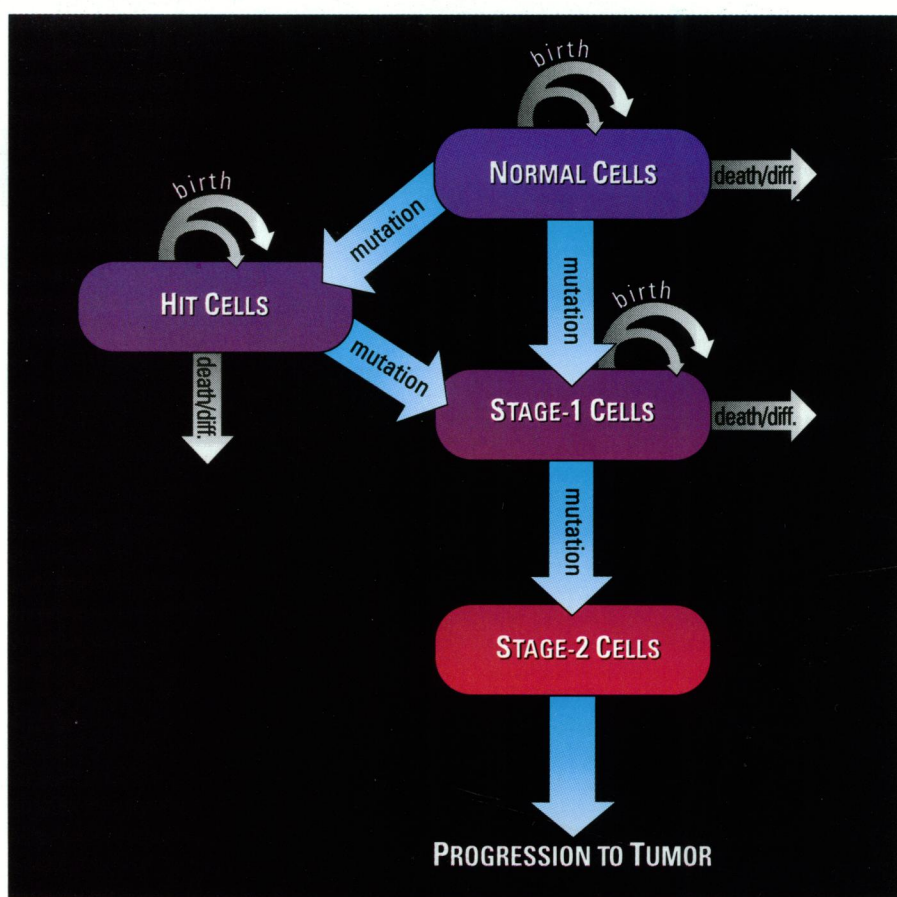 birth
NORMAL CELLS
death/diff.
birth
mutation
HIT CELLS
mutation
birth
mutation
death/diff.
STAGE-1 CELLS
death/diff.
mutation
STAGE-2 CELLS
PROGRESSION TO TUMOR